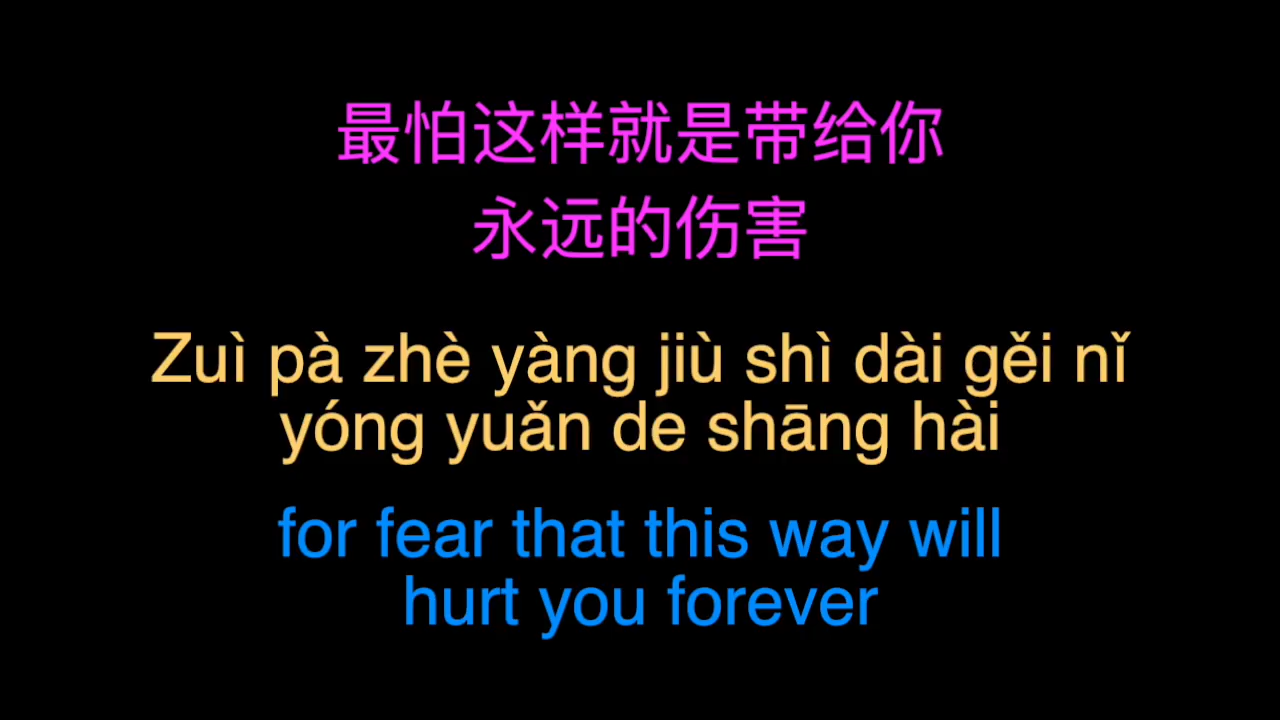 最怕这样就是带给你
永远的伤害
Zuì pà zhè yàng jiù shì dài gěi nǐ
yóng yuǎn de shāng hài
for fear that this way will
hurt you forever